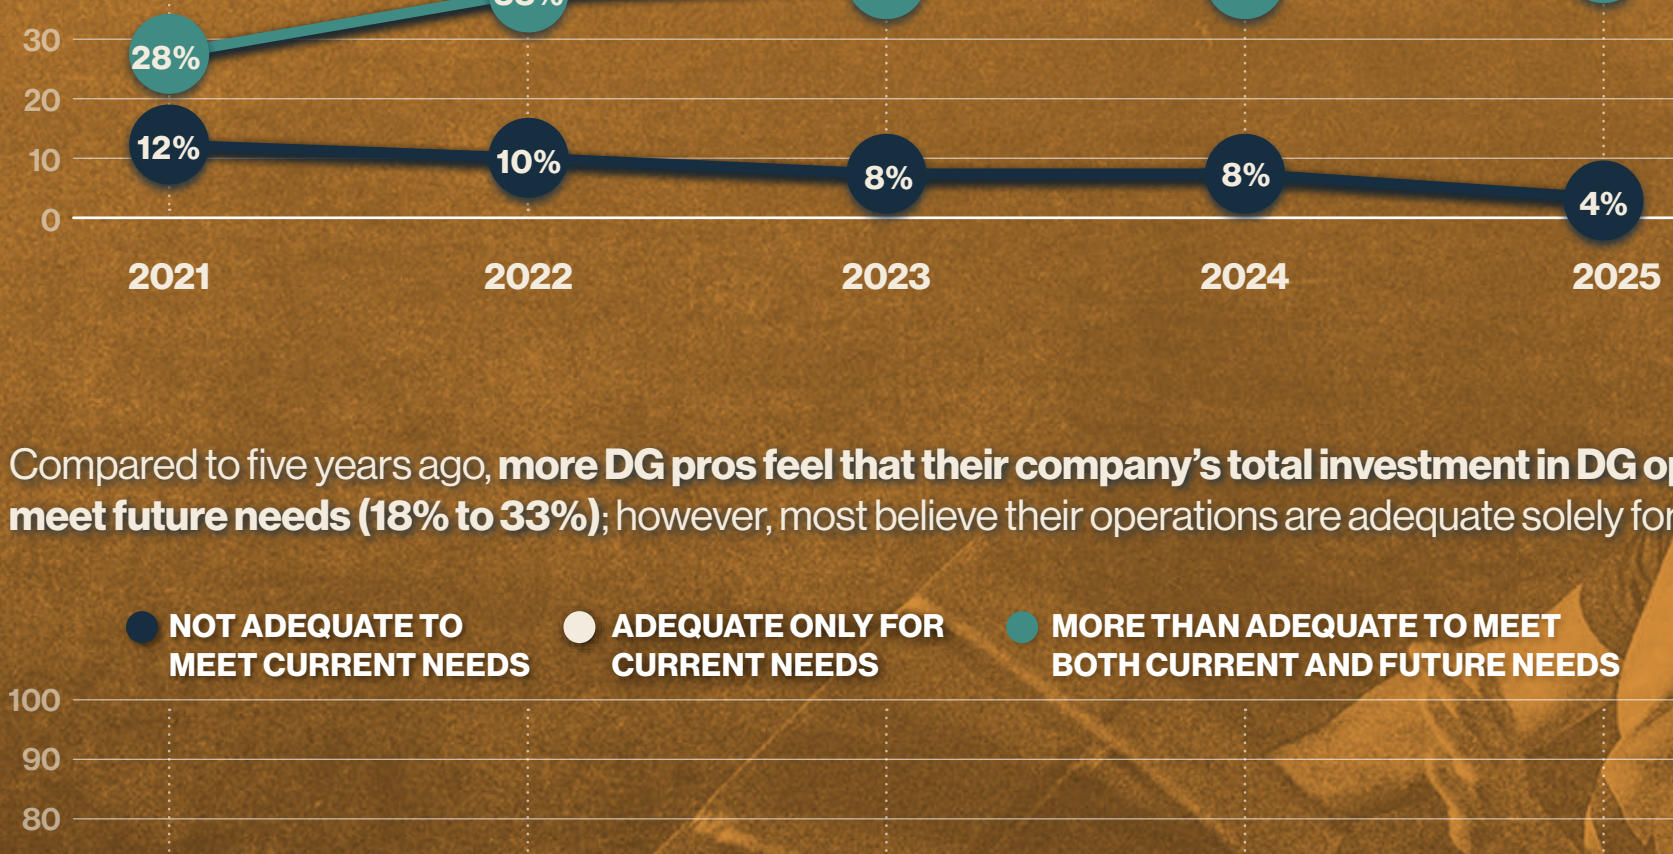 30
28%
20
12%
10%
8%
8%
4%
10
0
2021 2022 2023 2024 2025
Compared to five years ago, more DG pros feel that their company’s total investment in DG
meet future needs (18% to 33%); however, most believe their operations are adequate solely for
NOT ADEQUATE TO
MEET CURRENT NEEDS
ADEQUATE ONLY FOR
CURRENT NEEDS
MORE THAN ADEQUATE TO MEET
BOTH CURRENT AND FUTURE NEEDS
100
90
80